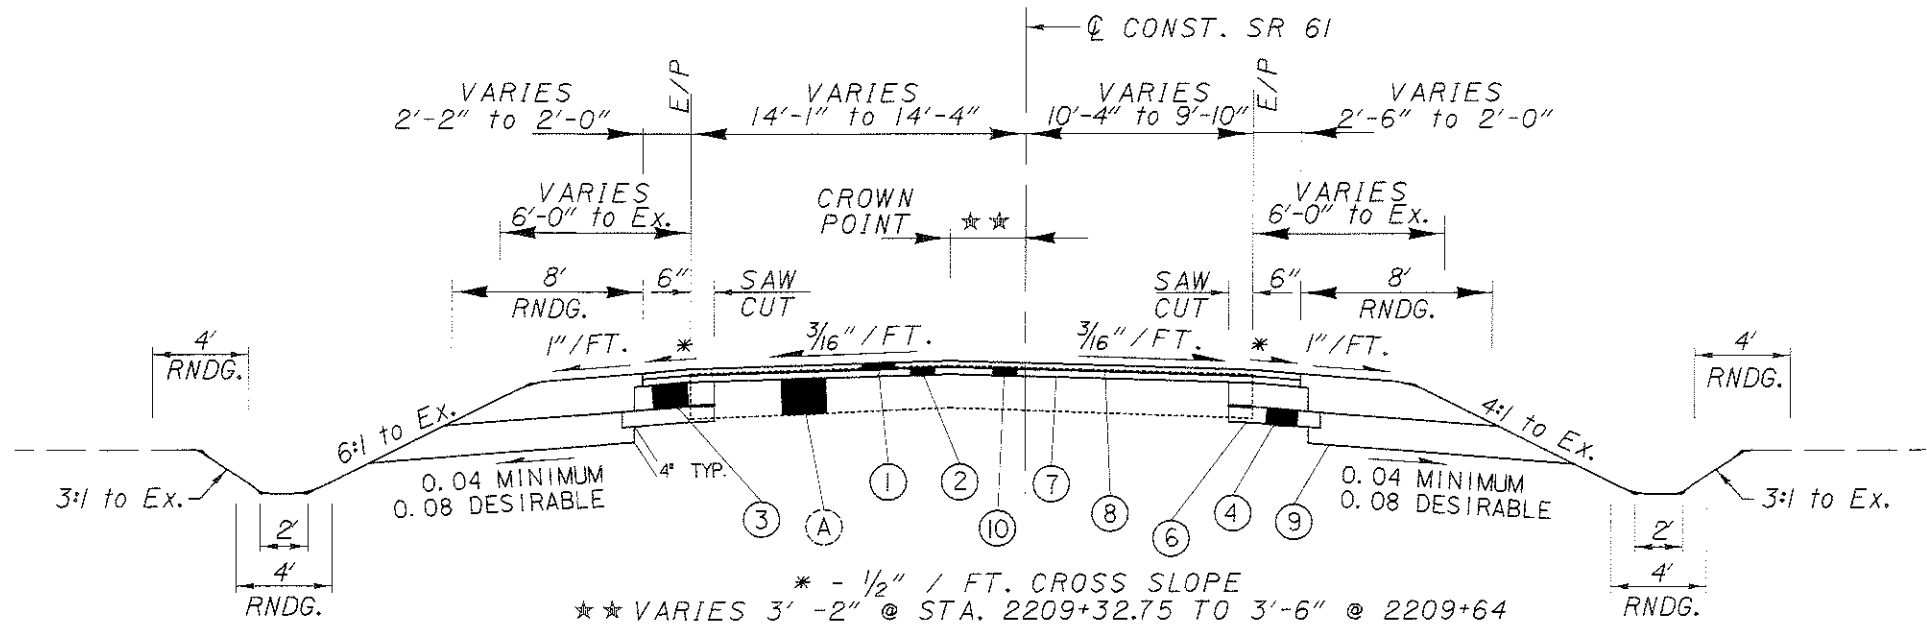 ℄ CONST. SR 61
E/P
E/P
VARIES
2'-2" to 2'-0"
VARIES
14'-1" to 14'-4"
VARIES
10'-4" to 9'-10"
VARIES
2'-6" to 2'-0"
VARIES
6'-0" to Ex.
CROWN
POINT
★★
VARIES
6'-0" to Ex.
8'
RNDG.
6"
SAW
CUT
SAW
CUT
6"
8'
RNDG.
4'
RNDG.
1"/FT.
*
3/16"/FT.
3/16"/FT.
*
1"/FT.
4'
RNDG.
6:1 to Ex.
4:1 to Ex.
3:1 to Ex.
0.04 MINIMUM
0.08 DESIRABLE
4" TYP.
3
A
1
2
10
7
8
6
4
9
0.04 MINIMUM
0.08 DESIRABLE
3:1 to Ex.
2'
4'
RNDG.
2'
4'
RNDG.
* - 1/2" / FT. CROSS SLOPE
★★ VARIES 3' -2" @ STA. 2209+32.75 TO 3'-6" @ 2209+64